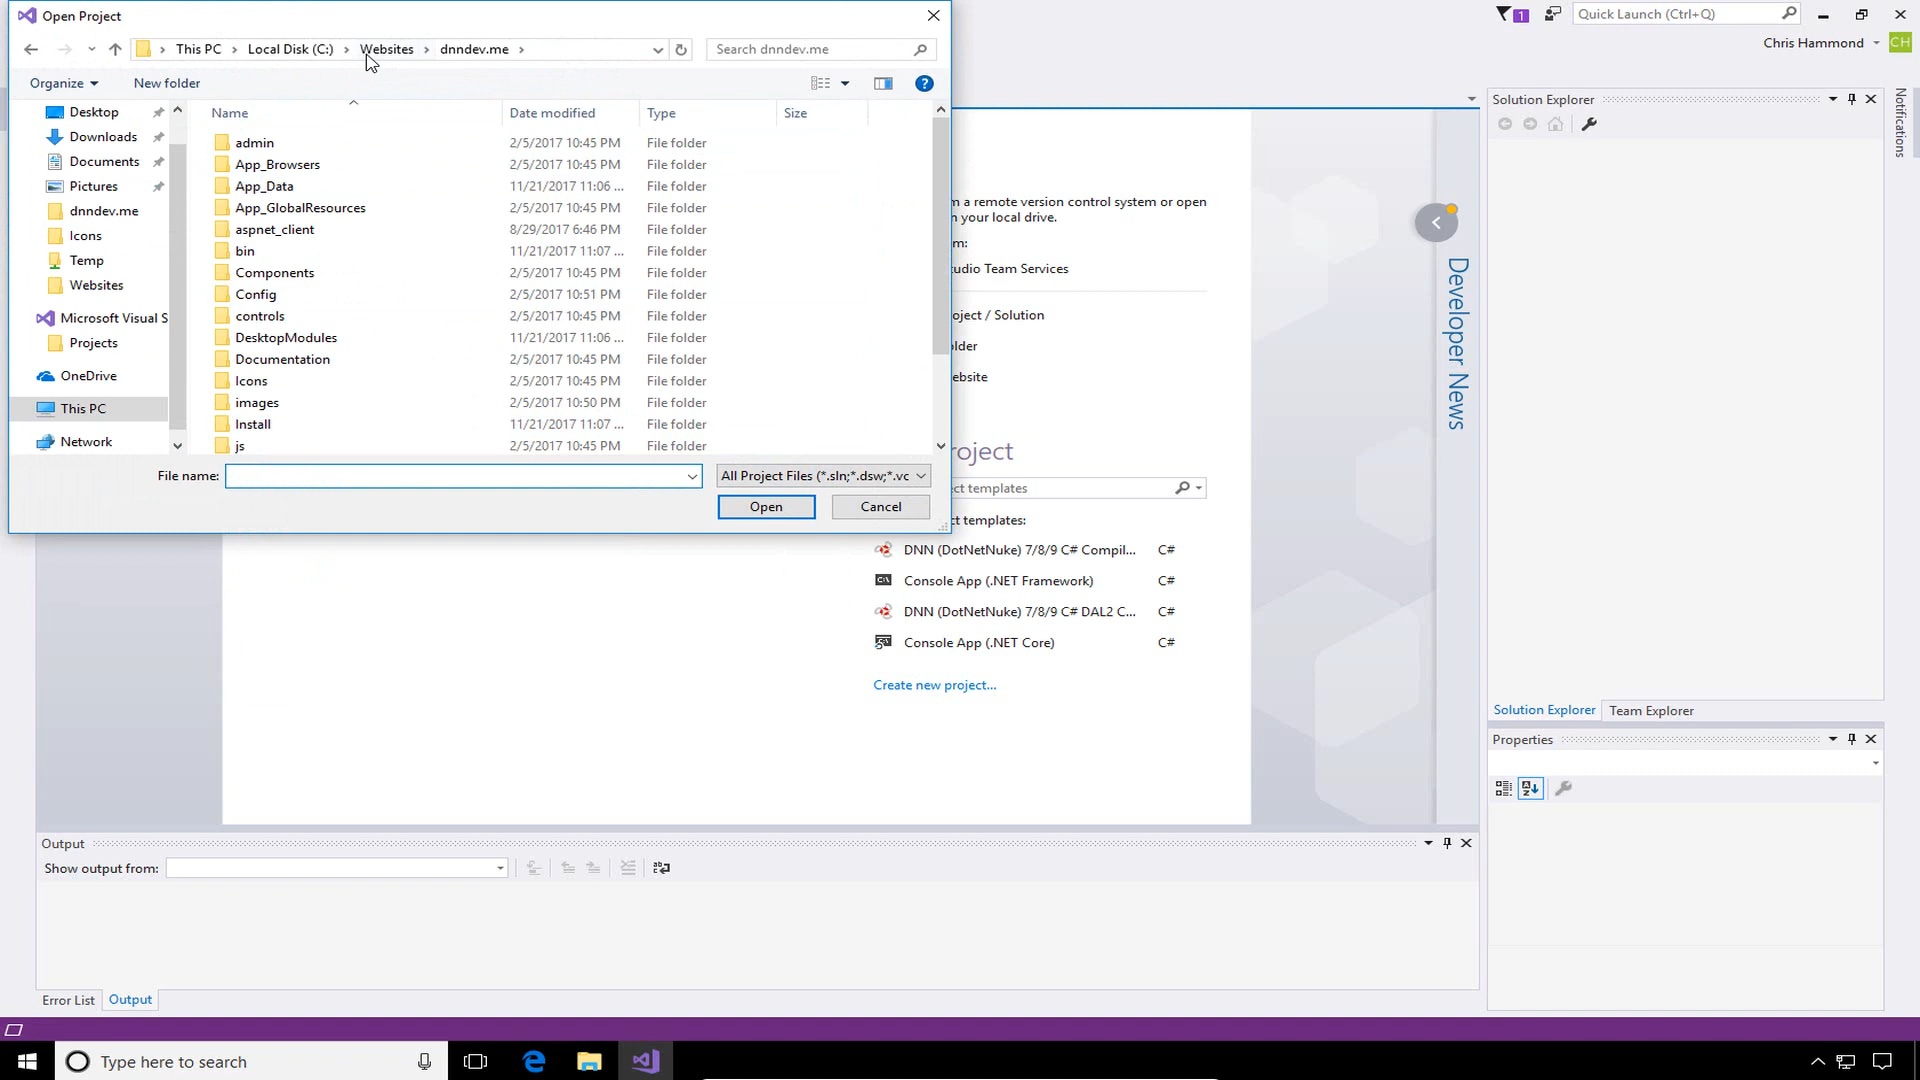 Open Project
This PC > Local Disk (C:) > Websites > dnndev.me >
Search dnndev.me
Organize
New folder
Name
Date modified
Type
Size
Desktop
Downloads
Documents
Pictures
dnndev.me
Icons
Temp
Websites
Microsoft Visual S
Projects
OneDrive
This PC
Network
admin 2/5/2017 10:45 PM File folder
App_Browsers 2/5/2017 10:45 PM File folder
App_Data 11/21/2017 11:06 ... File folder
App_GlobalResources 2/5/2017 10:45 PM File folder
aspnet_client 8/29/2017 6:46 PM File folder
bin 11/21/2017 11:07 ... File folder
Components 2/5/2017 10:45 PM File folder
Config 2/5/2017 10:51 PM File folder
controls 2/5/2017 10:45 PM File folder
DesktopModules 11/21/2017 11:06 ... File folder
Documentation 2/5/2017 10:45 PM File folder
Icons 2/5/2017 10:45 PM File folder
images 2/5/2017 10:50 PM File folder
Install 11/21/2017 11:07 ... File folder
js 2/5/2017 10:45 PM File folder
File name:
All Project Files (*.sln;*.dsw;*.vc
Open
Cancel
1
Quick Launch (Ctrl+Q)
Chris Hammond
CH
m a remote version control system or open
n your local drive.
m:
tudio Team Services
oject / Solution
older
ebsite
roject
ct templates
ct templates:
DNN (DotNetNuke) 7/8/9 C# Compil... C#
Console App (.NET Framework) C#
DNN (DotNetNuke) 7/8/9 C# DAL2 C... C#
Console App (.NET Core) C#
Create new project...
Developer News
Solution Explorer
Notifications
Solution Explorer
Team Explorer
Properties
Output
Show output from:
Error List
Output
Type here to search